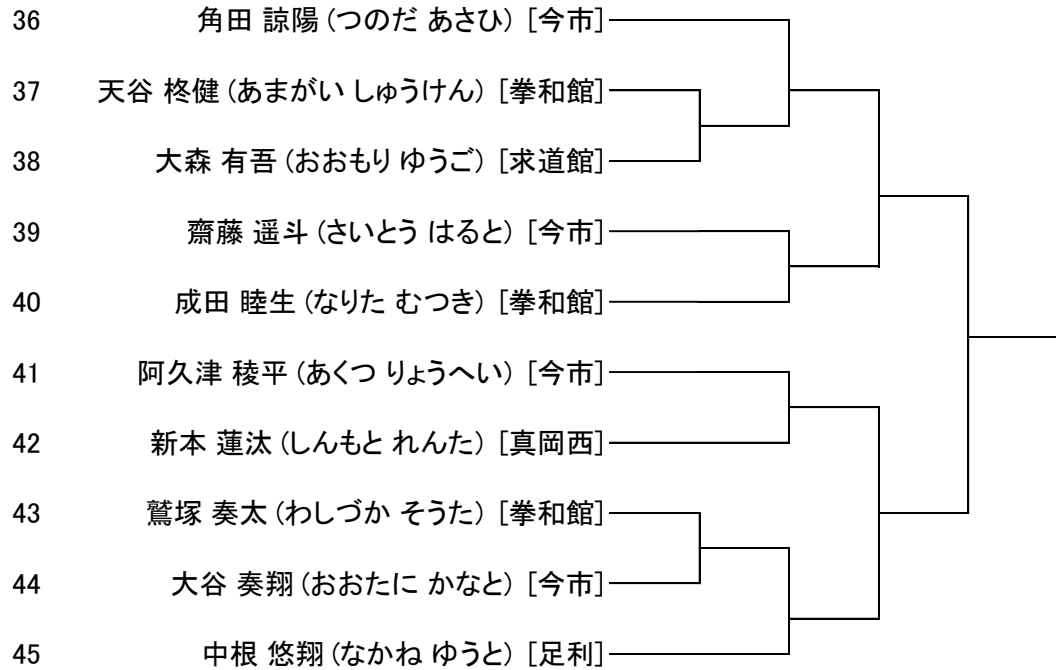 36 角田 諒陽 (つのだ あさひ) [今市]
37 天谷 柊健 (あまがい しゅうけん) [拳和館]
38 大森 有吾 (おおもり ゆうご) [求道館]
39 齋藤 遥斗 (さいとう はると) [今市]
40 成田 睦生 (なりた むつき) [拳和館]
41 阿久津 稜平 (あくつ りょうへい) [今市]
42 新本 蓮汰 (しんもと れんた) [真岡西]
43 鷲塚 奏太 (わしづか そうた) [拳和館]
44 大谷 奏翔 (おおたに かなと) [今市]
45 中根 悠翔 (なかね ゆうと) [足利]